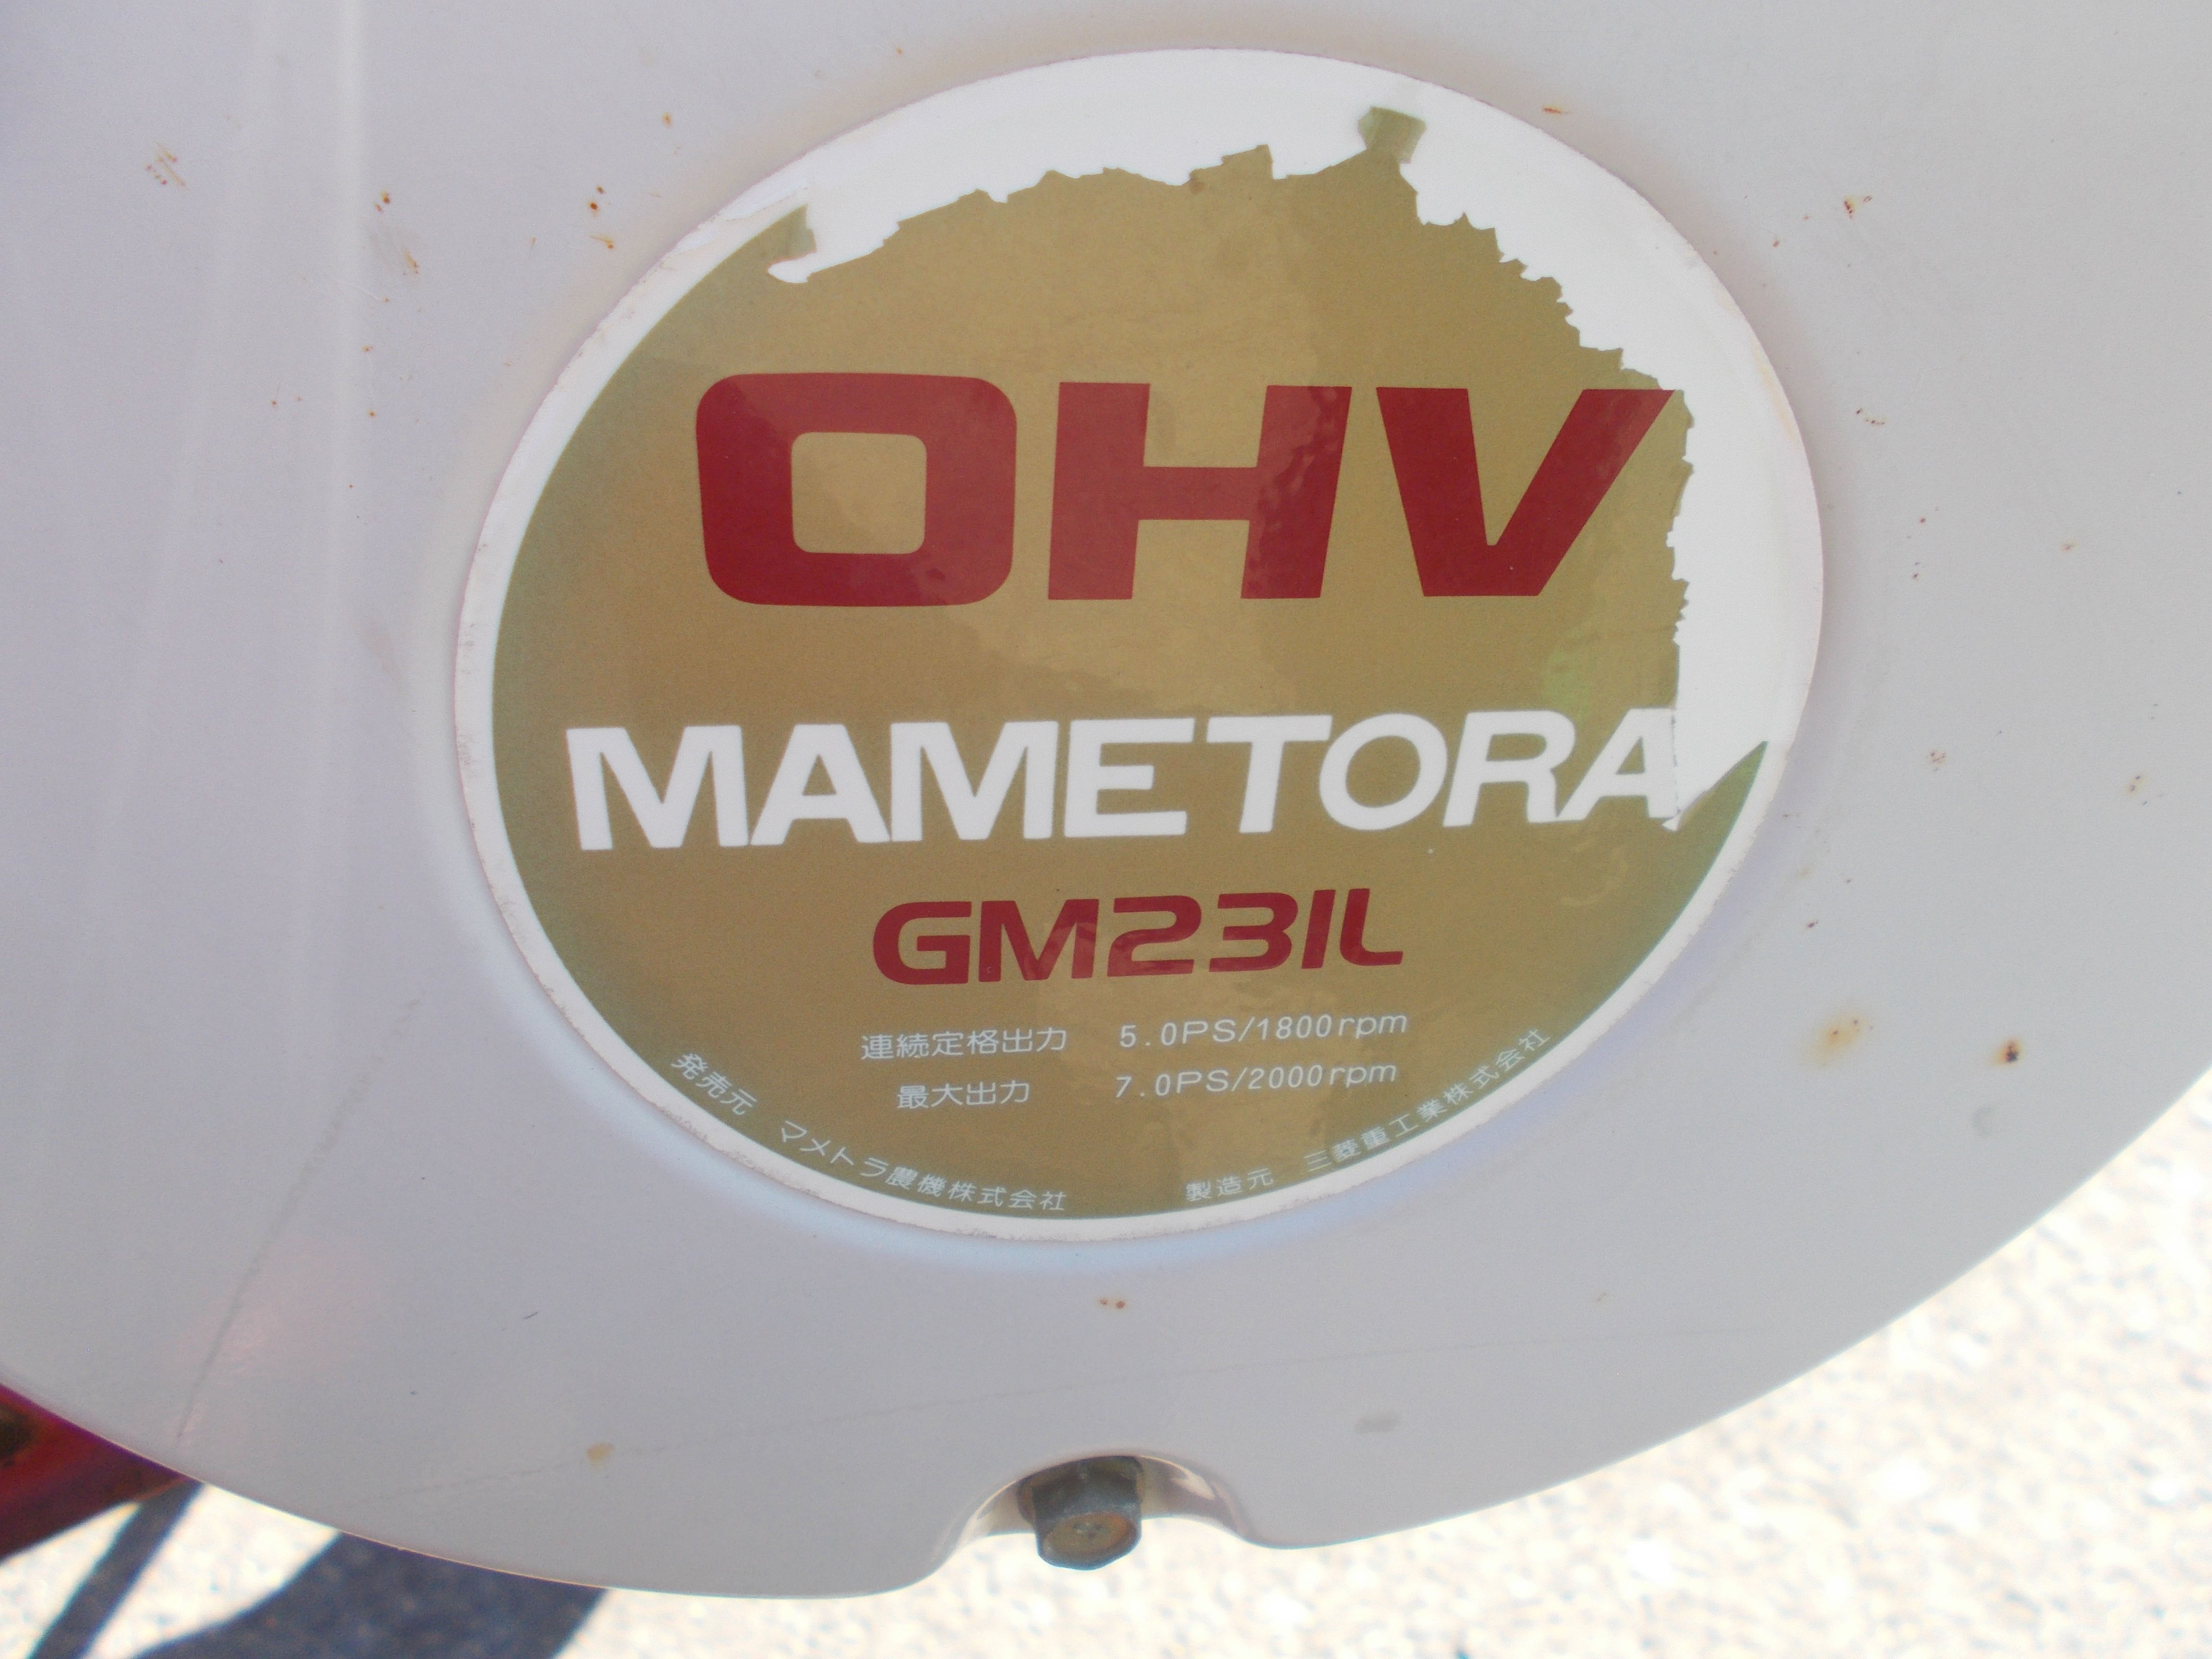 OHV
MAMETORA
GM231L
連続定格出力 5.0PS/1800rpm
最大出力 7.0PS/2000rpm
発売元 マメトラ農機株式会社
製造元 三菱重工業株式会社